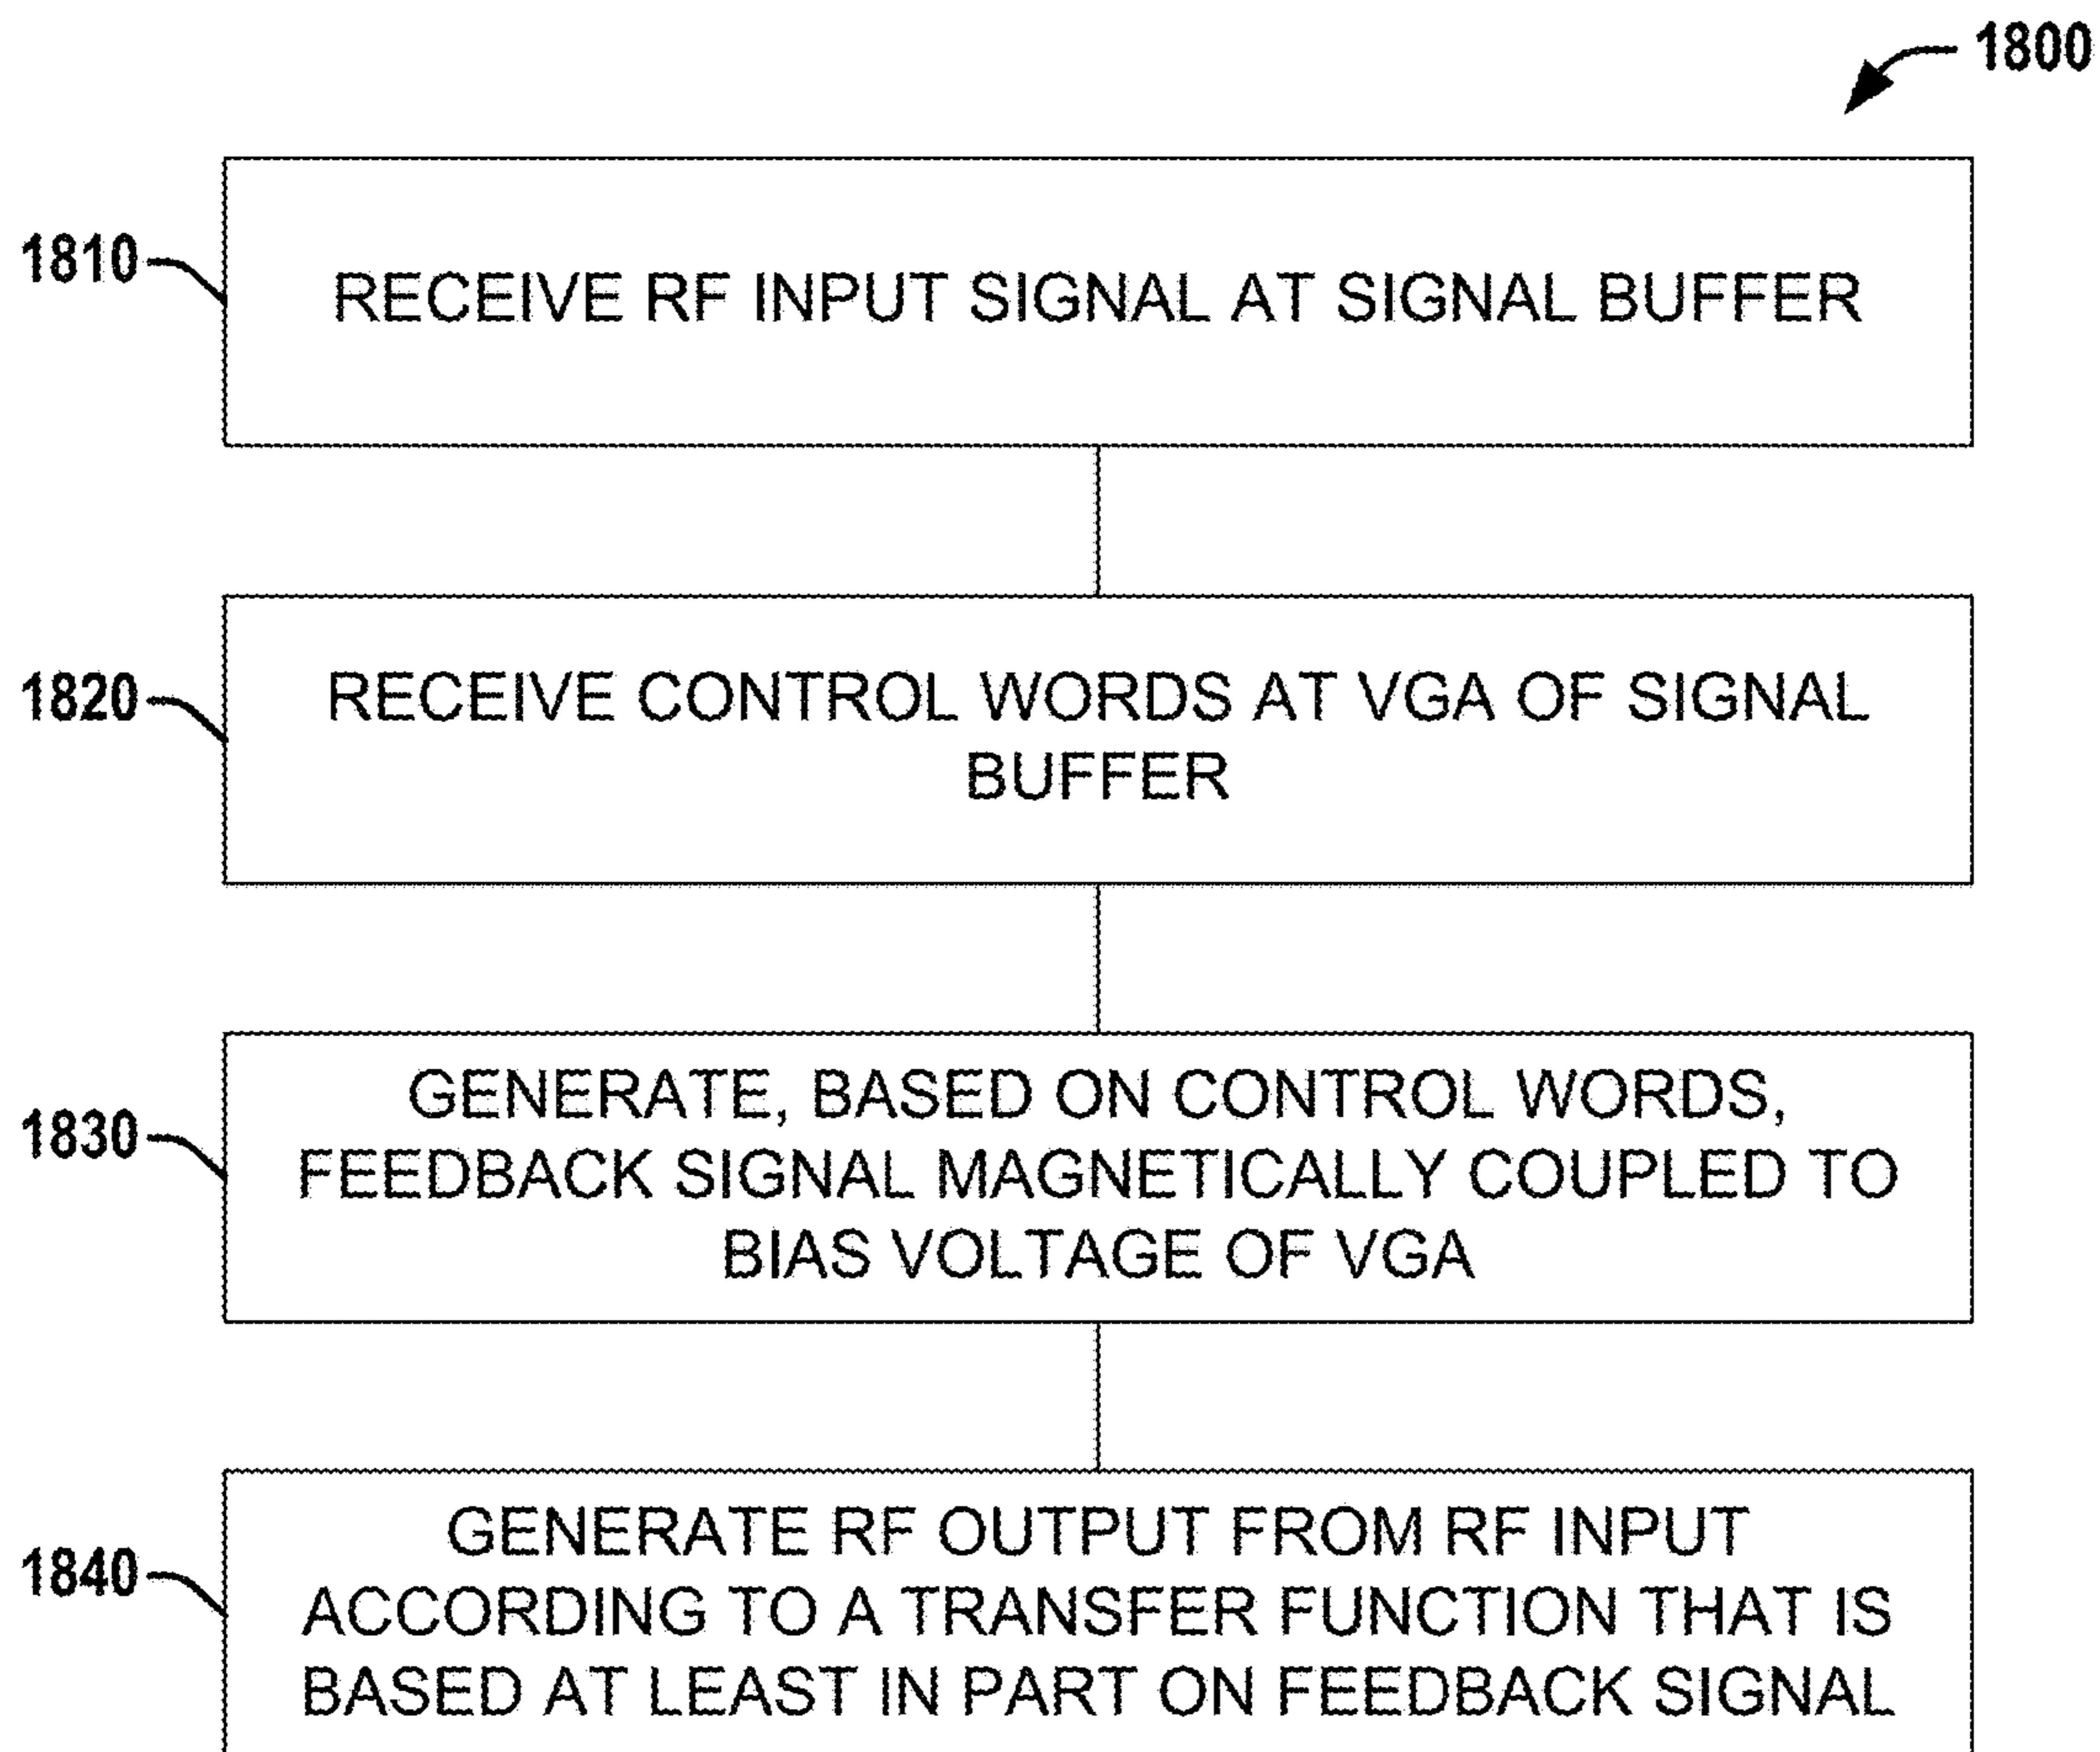 1800
1810
RECEIVE RF INPUT SIGNAL AT SIGNAL BUFFER
1820
RECEIVE CONTROL WORDS AT VGA OF SIGNAL
BUFFER
1830
GENERATE, BASED ON CONTROL WORDS,
FEEDBACK SIGNAL MAGNETICALLY COUPLED TO
BIAS VOLTAGE OF VGA
1840
GENERATE RF OUTPUT FROM RF INPUT
ACCORDING TO A TRANSFER FUNCTION THAT IS
BASED AT LEAST IN PART ON FEEDBACK SIGNAL